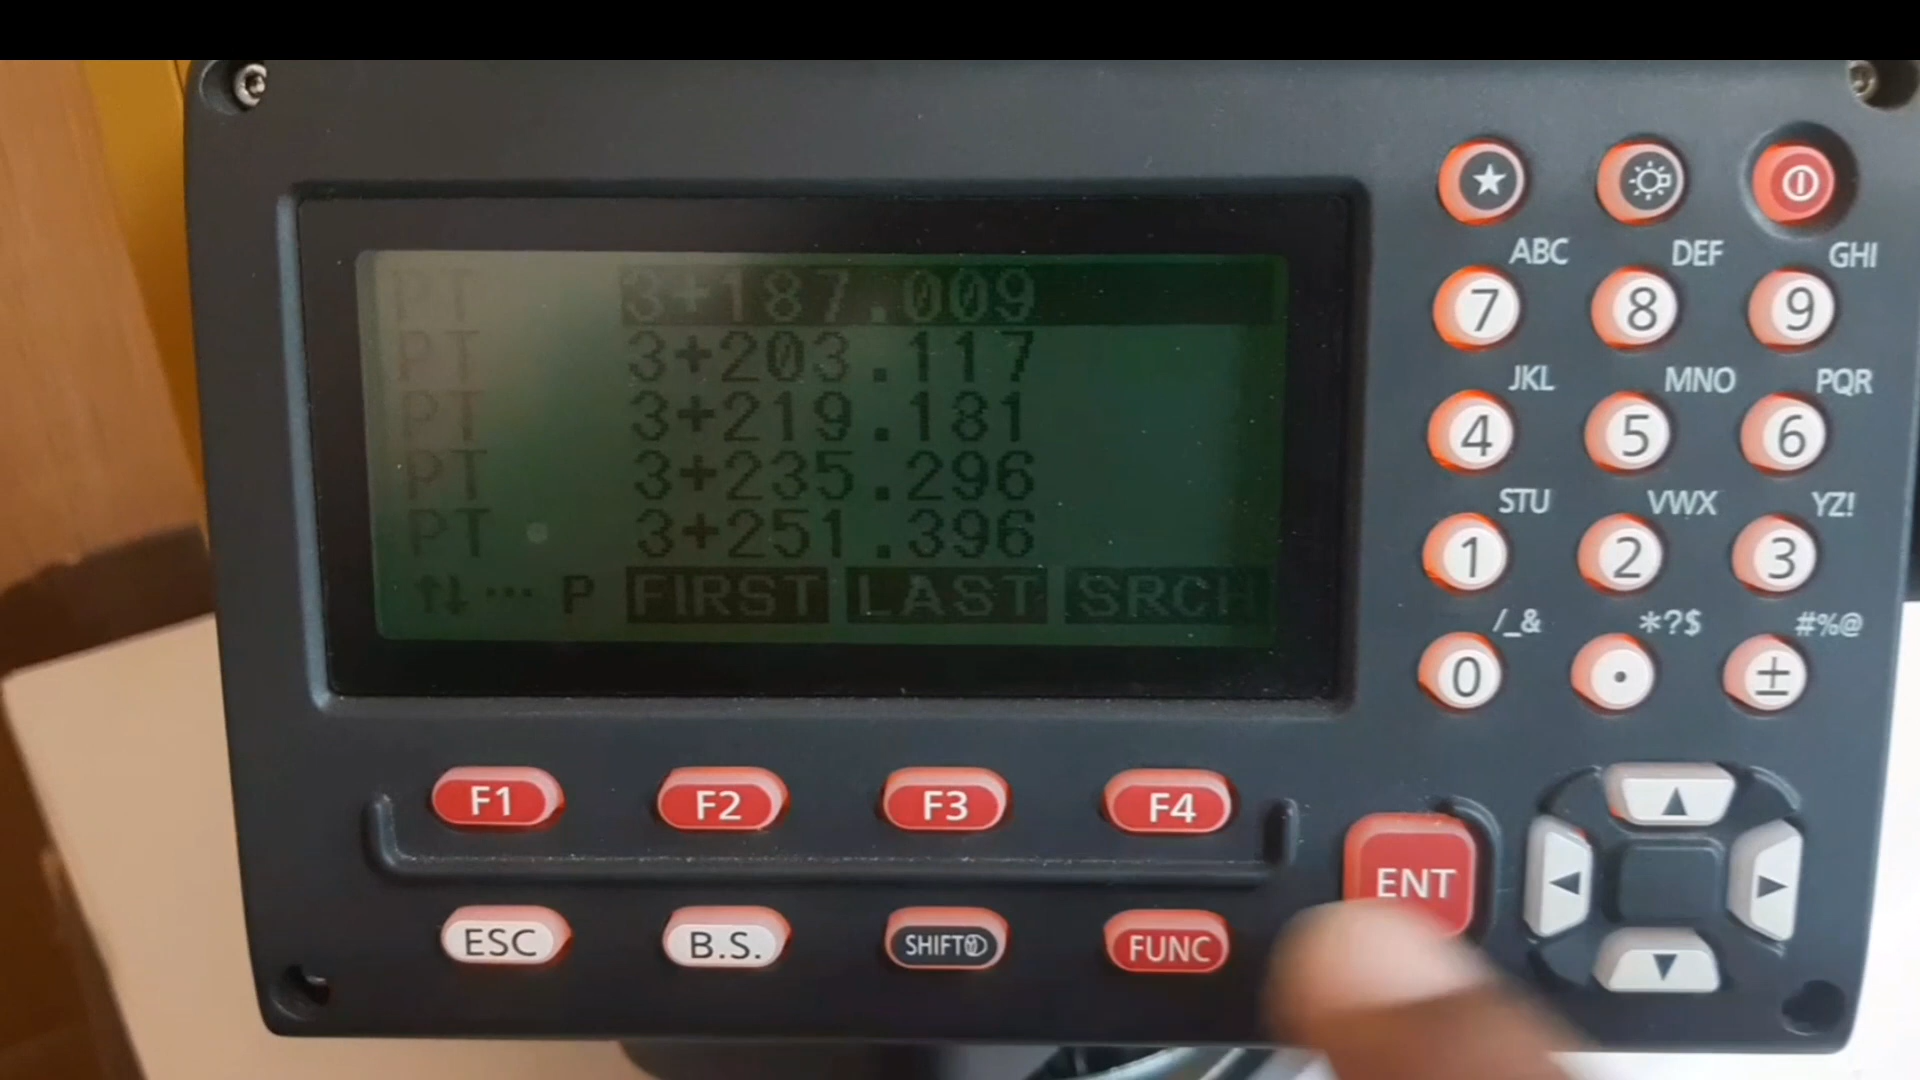 PT 3+187.009
PT 3+203.117
PT 3+219.181
PT 3+235.296
PT 3+251.396
↑↓··· P FIRST LAST SRCH
ABC DEF GHI
7 8 9
JKL MNO PQR
4 5 6
STU VWX YZ!
1 2 3
/_& *?$ #%@
0 • ±
F1 F2 F3 F4
ENT
ESC B.S. SHIFT FUNC